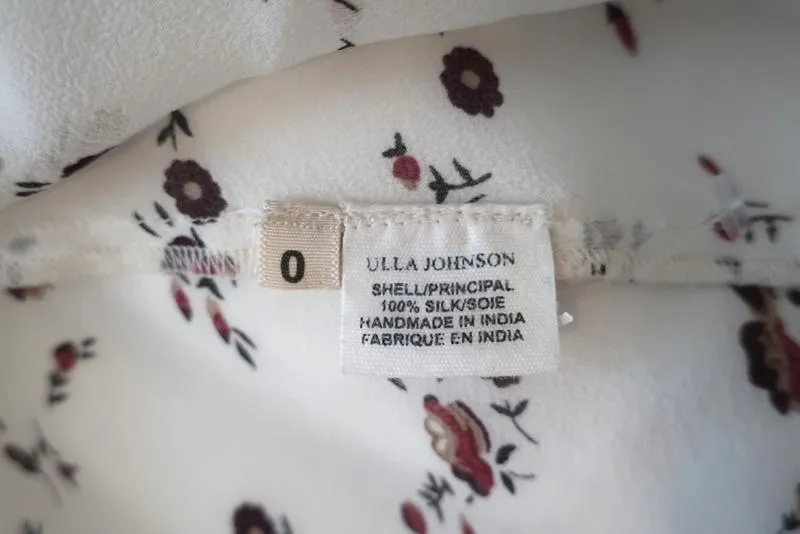 0
ULLA JOHNSON
SHELL/PRINCIPAL
100% SILK/SOIE
HANDMADE IN INDIA
FABRIQUE EN INDIA